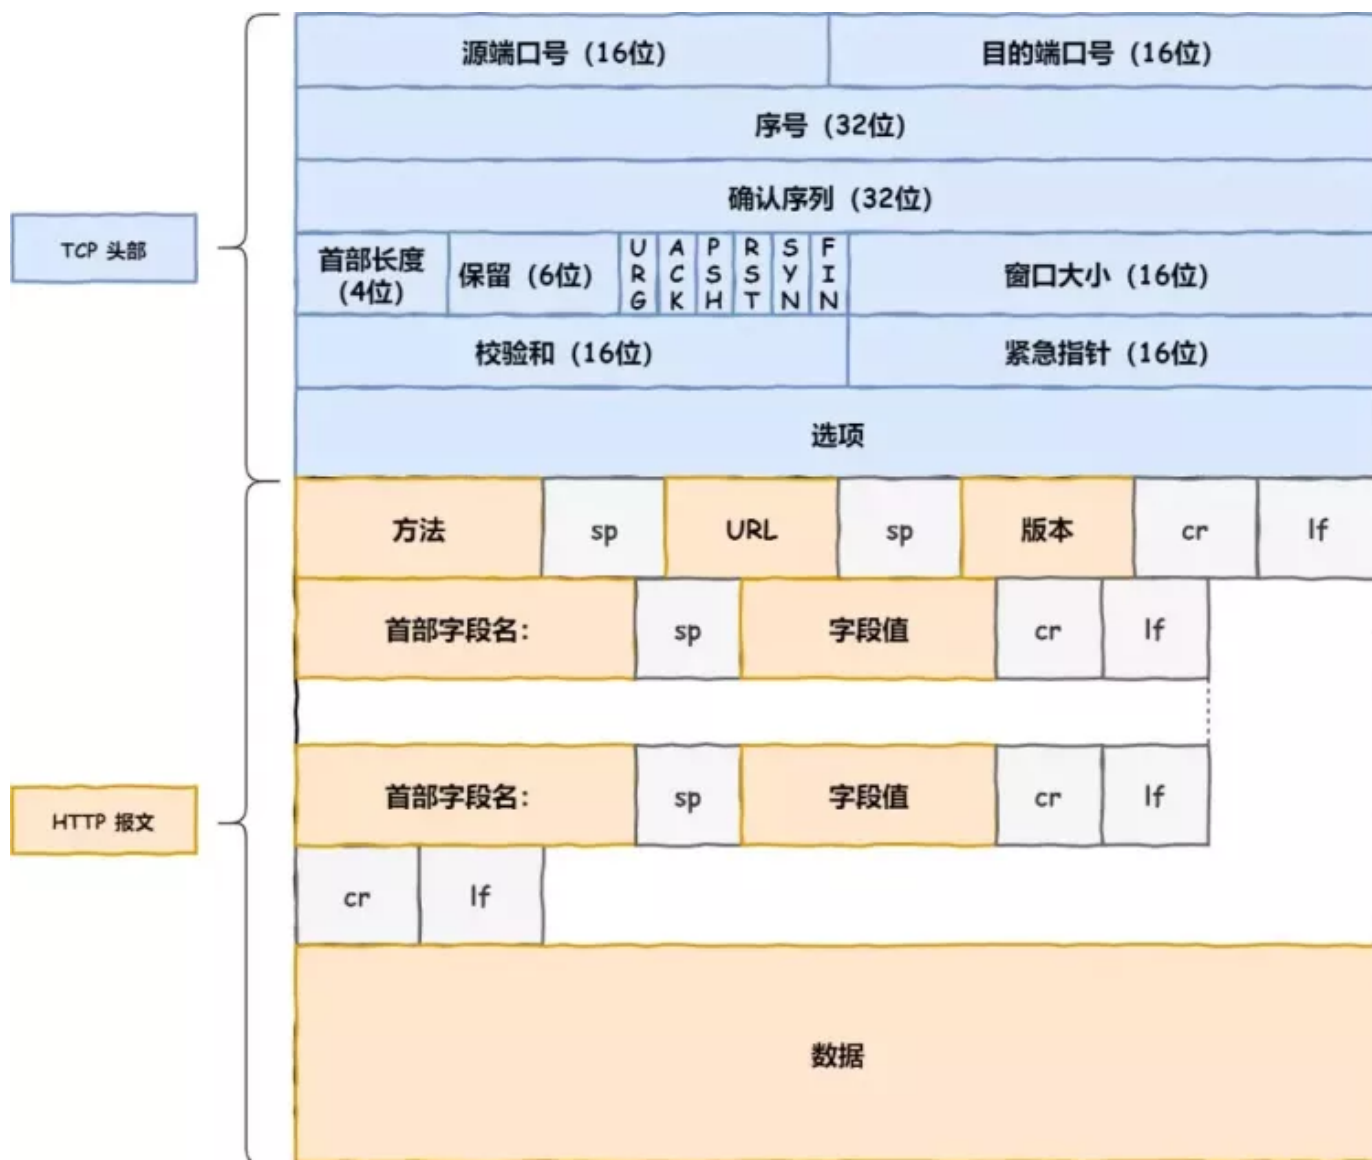 源端口号 (16位) 目的端口号 (16位)
序号 (32位)
确认序列 (32位)
TCP 头部
首部长度
(4位)
保留 (6位)
URG
ACK
PSH
RST
SYN
FIN
窗口大小 (16位)
校验和 (16位) 紧急指针 (16位)
选项
方法 sp URL sp 版本 cr lf
首部字段名: sp 字段值 cr lf
首部字段名: sp 字段值 cr lf
HTTP 报文
cr lf
数据